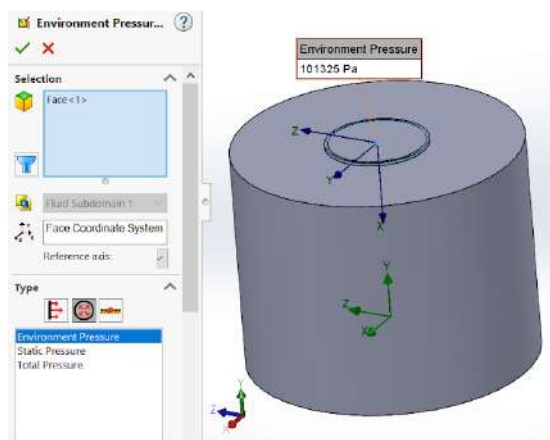 Environment Pressur...
?
Selection
Face<1>
Fluid Subdomain 1
Face Coordinate System
Reference axis:
Type
Environment Pressure
Static Pressure
Total Pressure
Environment Pressure
101325 Pa
Z
Y
X
Y
Z
X
Y
Z
X